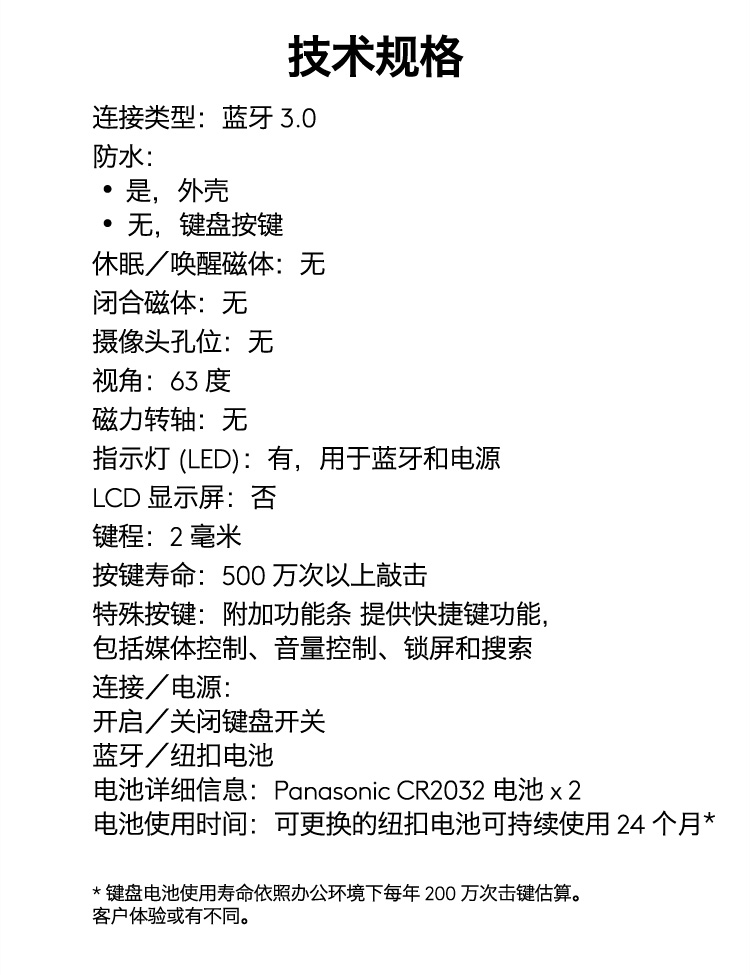 技术规格
连接类型：蓝牙 3.0
防水：
• 是，外壳
• 无，键盘按键
休眠／唤醒磁体：无
闭合磁体：无
摄像头孔位：无
视角：63 度
磁力转轴：无
指示灯 (LED)：有，用于蓝牙和电源
LCD 显示屏：否
键程：2 毫米
按键寿命：500 万次以上敲击
特殊按键：附加功能条 提供快捷键功能，
包括媒体控制、音量控制、锁屏和搜索
连接／电源：
开启／关闭键盘开关
蓝牙／纽扣电池
电池详细信息：Panasonic CR2032 电池 x 2
电池使用时间：可更换的纽扣电池可持续使用 24 个月*
* 键盘电池使用寿命依照办公环境下每年 200 万次击键估算。
客户体验或有不同。